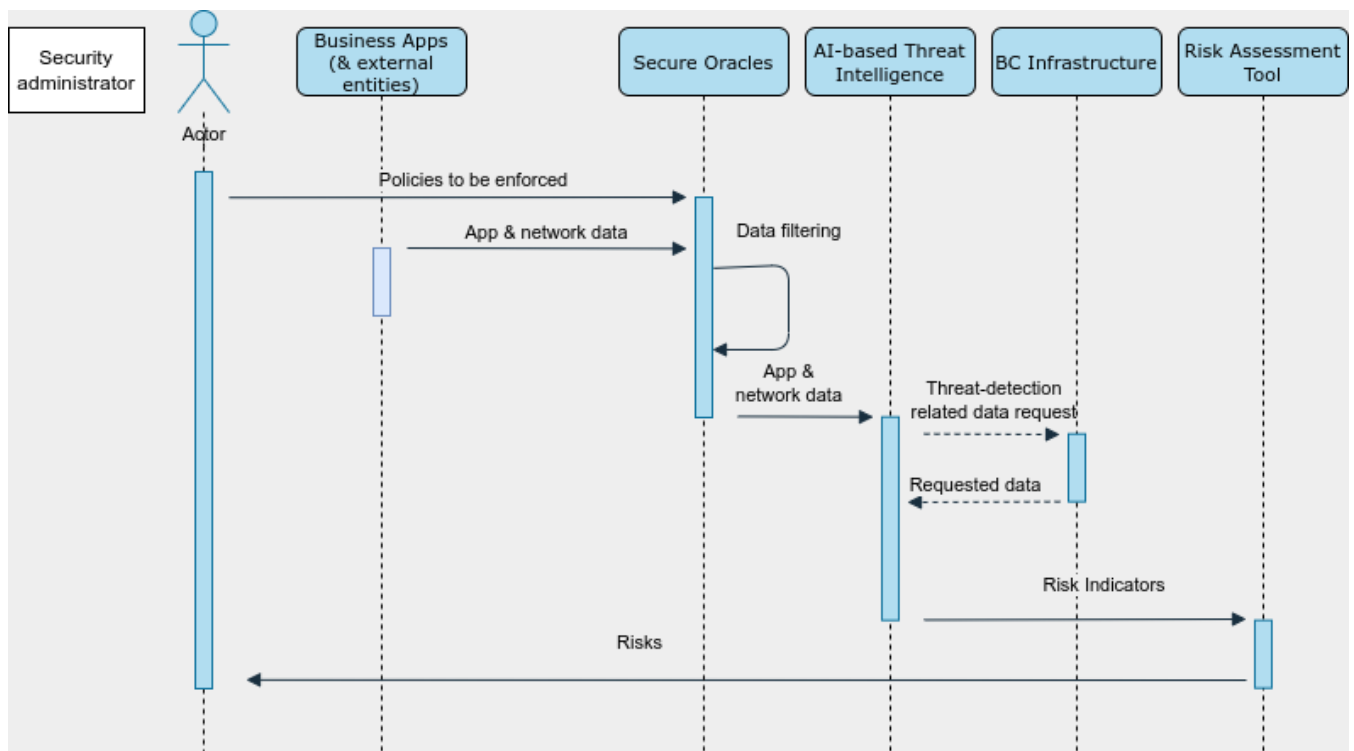 Security
administrator
Actor
Business Apps
(& external
entities)
Secure Oracles
AI-based Threat
Intelligence
BC Infrastructure
Risk Assessment
Tool
Policies to be enforced
App & network data
Data filtering
App &
network data
Threat-detection
related data request
Requested data
Risk Indicators
Risks